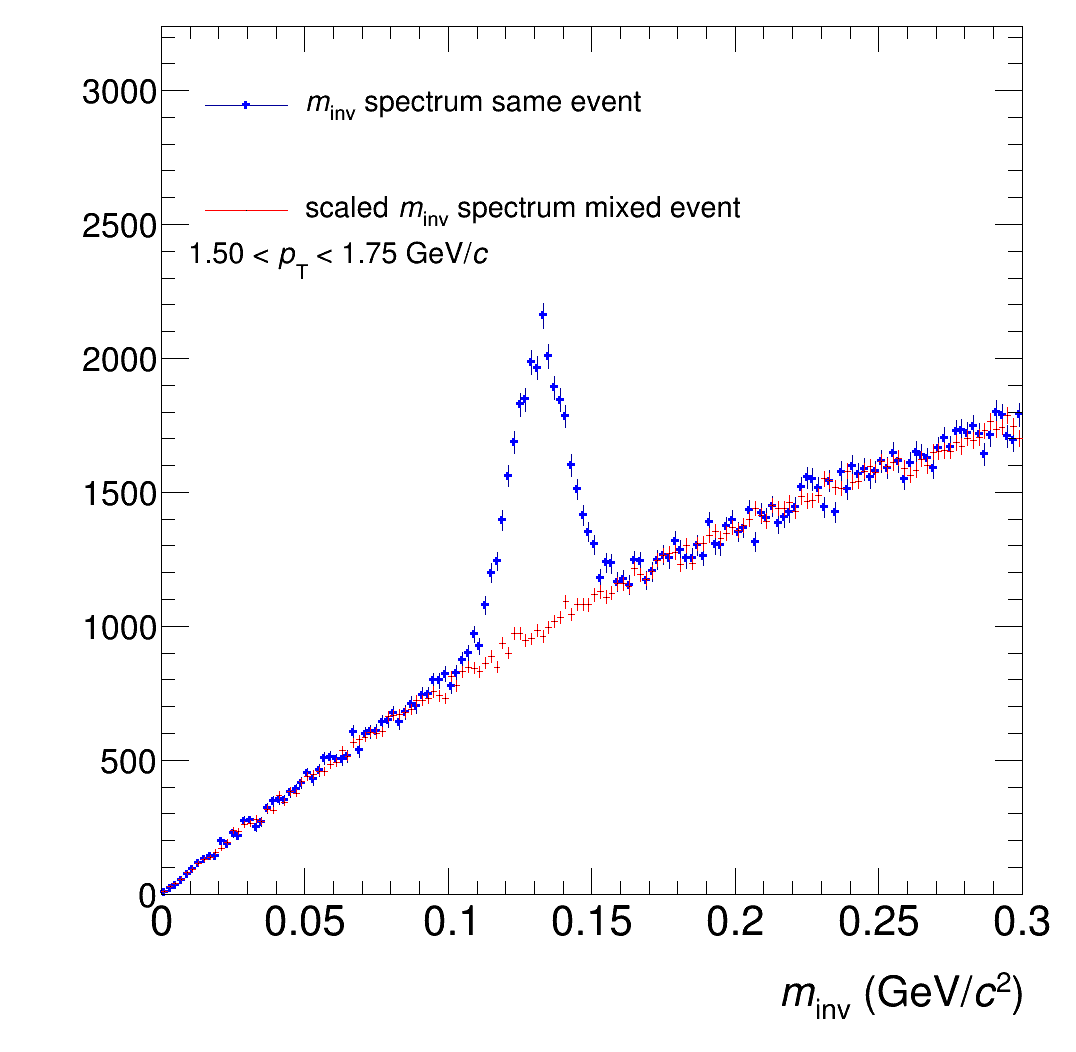 3000
m_inv spectrum same event
scaled m_inv spectrum mixed event
2500
1.50 < p_T < 1.75 GeV/c
2000
1500
1000
500
0
0 0.05 0.1 0.15 0.2 0.25 0.3
m_inv (GeV/c²)